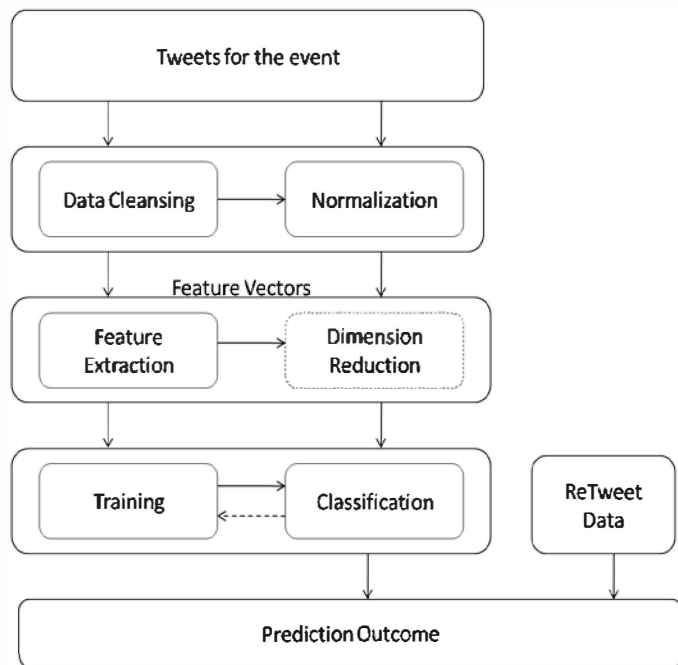 Tweets for the event
Data Cleansing
Normalization
Feature Vectors
Feature
Extraction
Dimension
Reduction
Training
Classification
ReTweet
Data
Prediction Outcome